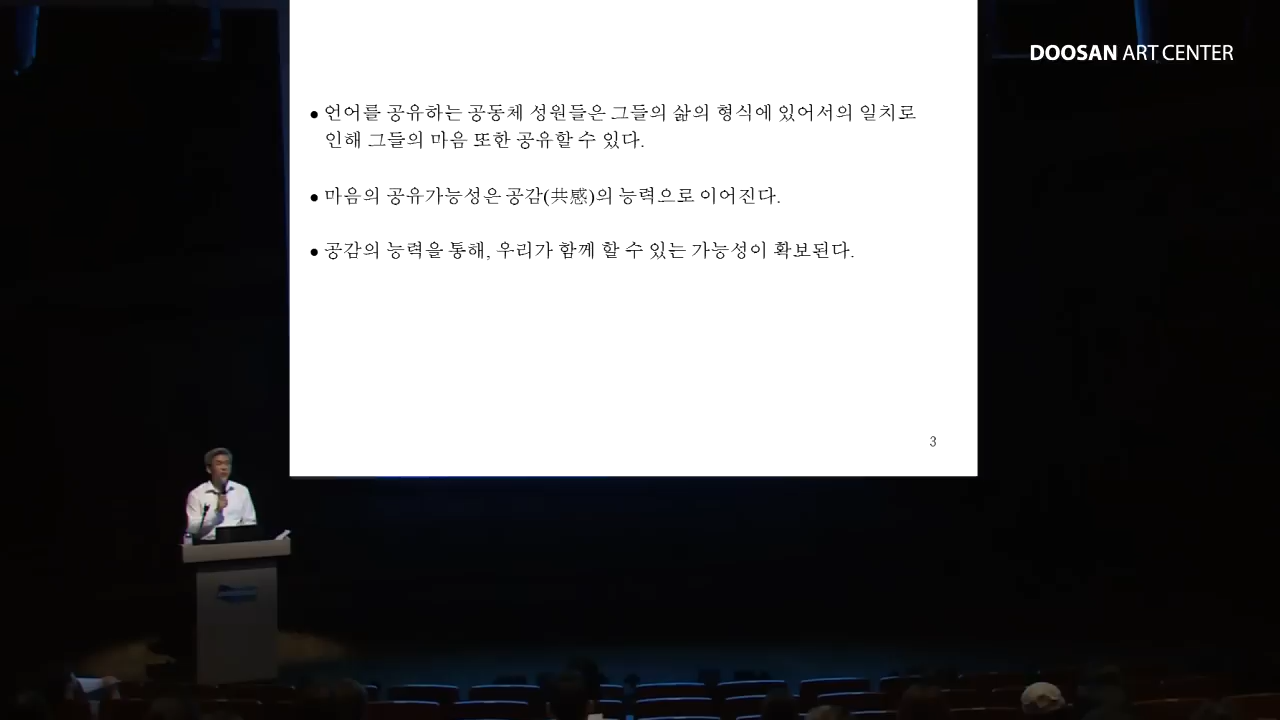 DOOSAN ART CENTER
• 언어를 공유하는 공동체 성원들은 그들의 삶의 형식에 있어서의 일치로
인해 그들의 마음 또한 공유할 수 있다.
• 마음의 공유가능성은 공감(共感)의 능력으로 이어진다.
• 공감의 능력을 통해, 우리가 함께 할 수 있는 가능성이 확보된다.
3